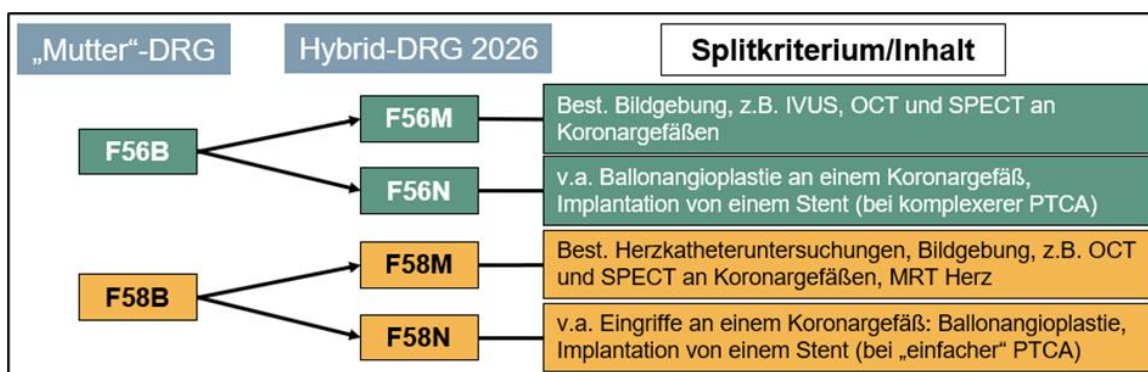 „Mutter“-DRG
Hybrid-DRG 2026
Splitkriterium/Inhalt
F56B
F56M
Best. Bildgebung, z.B. IVUS, OCT und SPECT an
Koronargefäßen
F56N
v.a. Ballonangioplastie an einem Koronargefäß,
Implantation von einem Stent (bei komplexerer PTCA)
F58B
F58M
Best. Herzkatheteruntersuchungen, Bildgebung, z.B. OCT
und SPECT an Koronargefäßen, MRT Herz
F58N
v.a. Eingriffe an einem Koronargefäß: Ballonangioplastie,
Implantation von einem Stent (bei „einfacher“ PTCA)